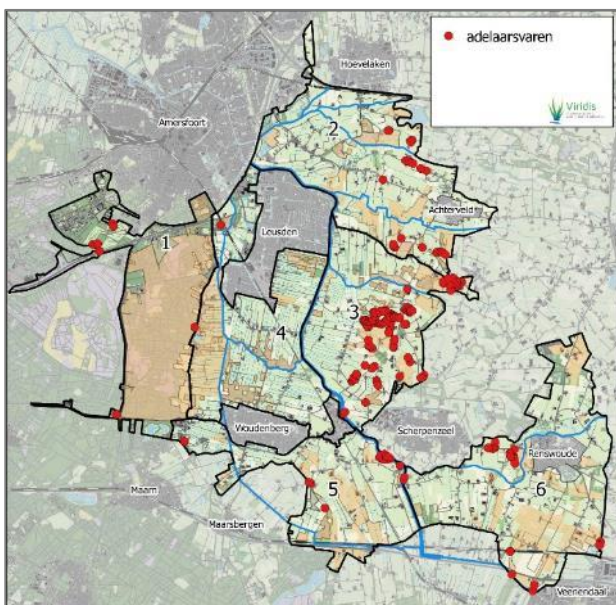 adelaarsvaren
Viridis
Hoevelaken
Amersfoort
2
Achterveld
1
Leusden
3
4
Woudenberg
Scherpenzeel
Renswoude
Maarn
5
6
Maarsbergen
Veenendaal